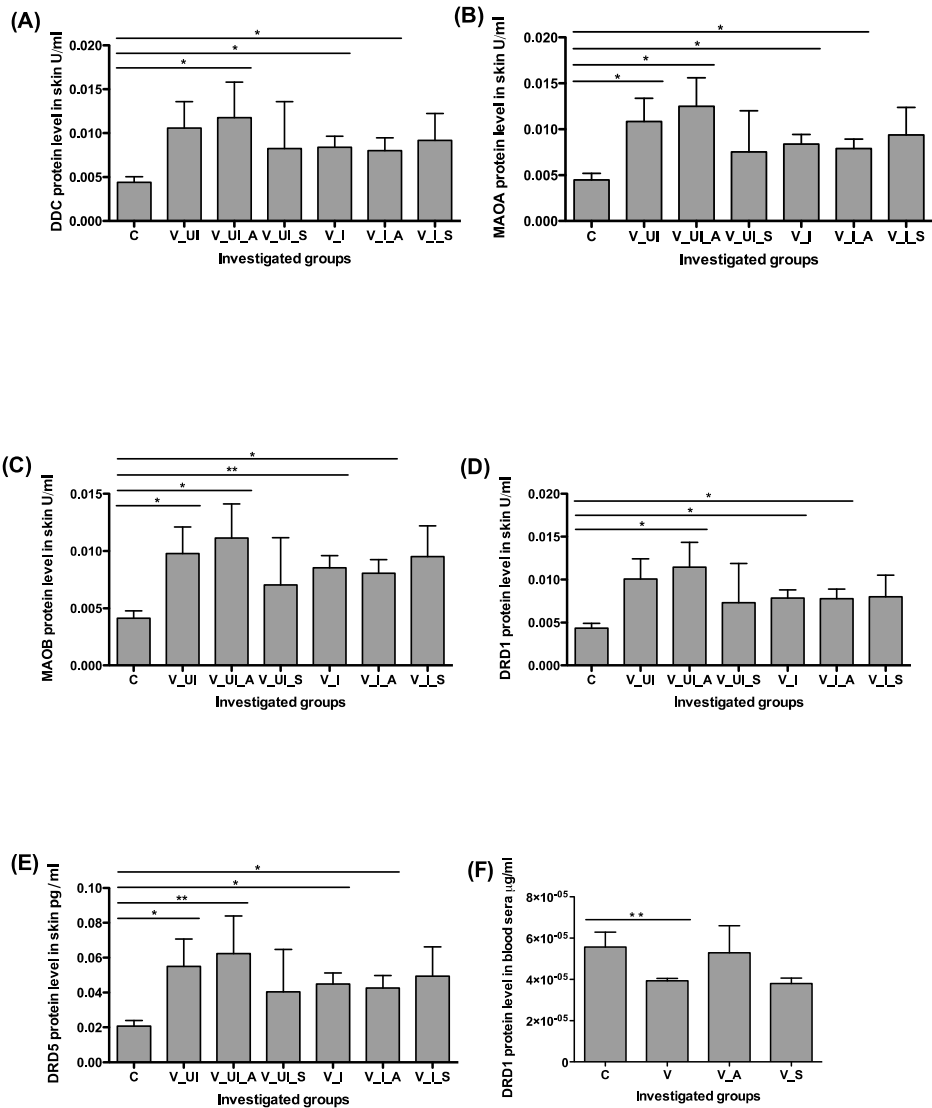 (A)
DDC protein level in skin U/ml
0.020
0.015
0.010
0.005
0.000
*
*
*
C V_UI V_UI_A V_UI_S V_I V_I_A V_I_S
Investigated groups
(B)
MAOA protein level in skin U/ml
0.020
0.015
0.010
0.005
0.000
*
*
*
*
C V_UI V_UI_A V_UI_S V_I V_I_A V_I_S
Investigated groups
(C)
MAOB protein level in skin U/ml
0.015
0.010
0.005
0.000
*
**
*
*
C V_UI V_UI_A V_UI_S V_I V_I_A V_I_S
Investigated groups
(D)
DRD1 protein level in skin U/ml
0.020
0.015
0.010
0.005
0.000
*
*
*
C V_UI V_UI_A V_UI_S V_I V_I_A V_I_S
Investigated groups
(E)
DRD5 protein level in skin pg/ml
0.10
0.08
0.06
0.04
0.02
0.00
*
*
**
*
C V_UI V_UI_A V_UI_S V_I V_I_A V_I_S
Investigated groups
(F)
DRD1 protein level in blood sera µg/ml
8×10⁻⁰⁵
6×10⁻⁰⁵
4×10⁻⁰⁵
2×10⁻⁰⁵
0
**
C V V_A V_S
Investigated groups